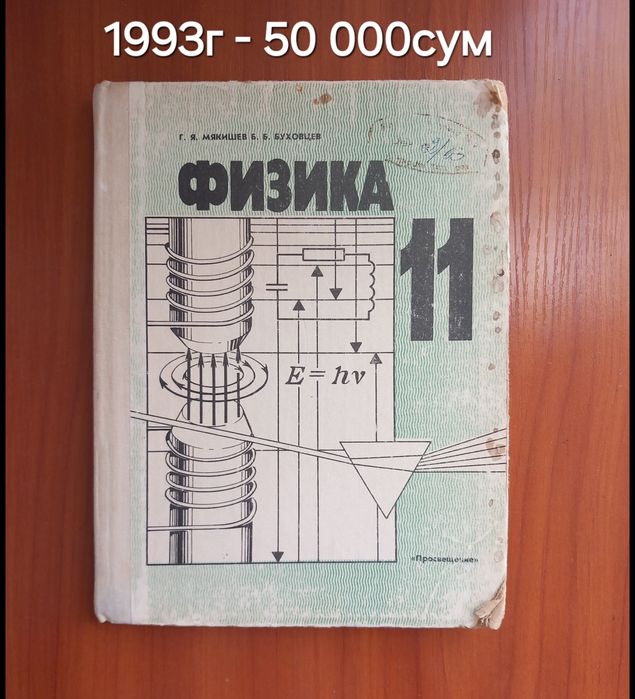 1993г - 50 000сум
Г. Я. МЯКИШЕВ Б. Б. БУХОВЦЕВ
ФИЗИКА
11
E = hν
«Просвещение»